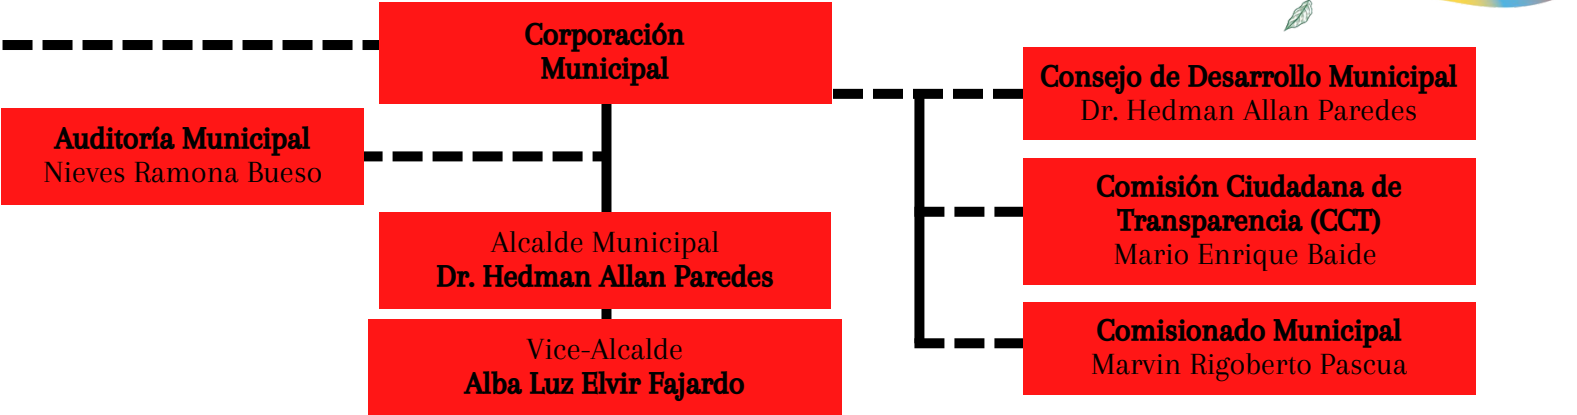 Corporación
Municipal
Consejo de Desarrollo Municipal
Dr. Hedman Allan Paredes
Auditoría Municipal
Nieves Ramona Bueso
Comisión Ciudadana de
Transparencia (CCT)
Mario Enrique Baide
Alcalde Municipal
Dr. Hedman Allan Paredes
Comisionado Municipal
Marvin Rigoberto Pascua
Vice-Alcalde
Alba Luz Elvir Fajardo